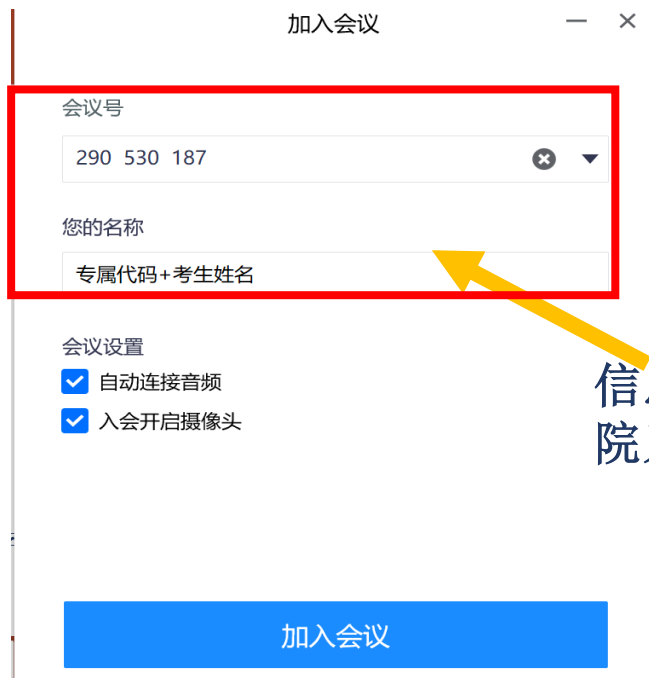 加入会议
会议号
290 530 187
您的名称
专属代码+考生姓名
会议设置
自动连接音频
入会开启摄像头
信
院
加入会议